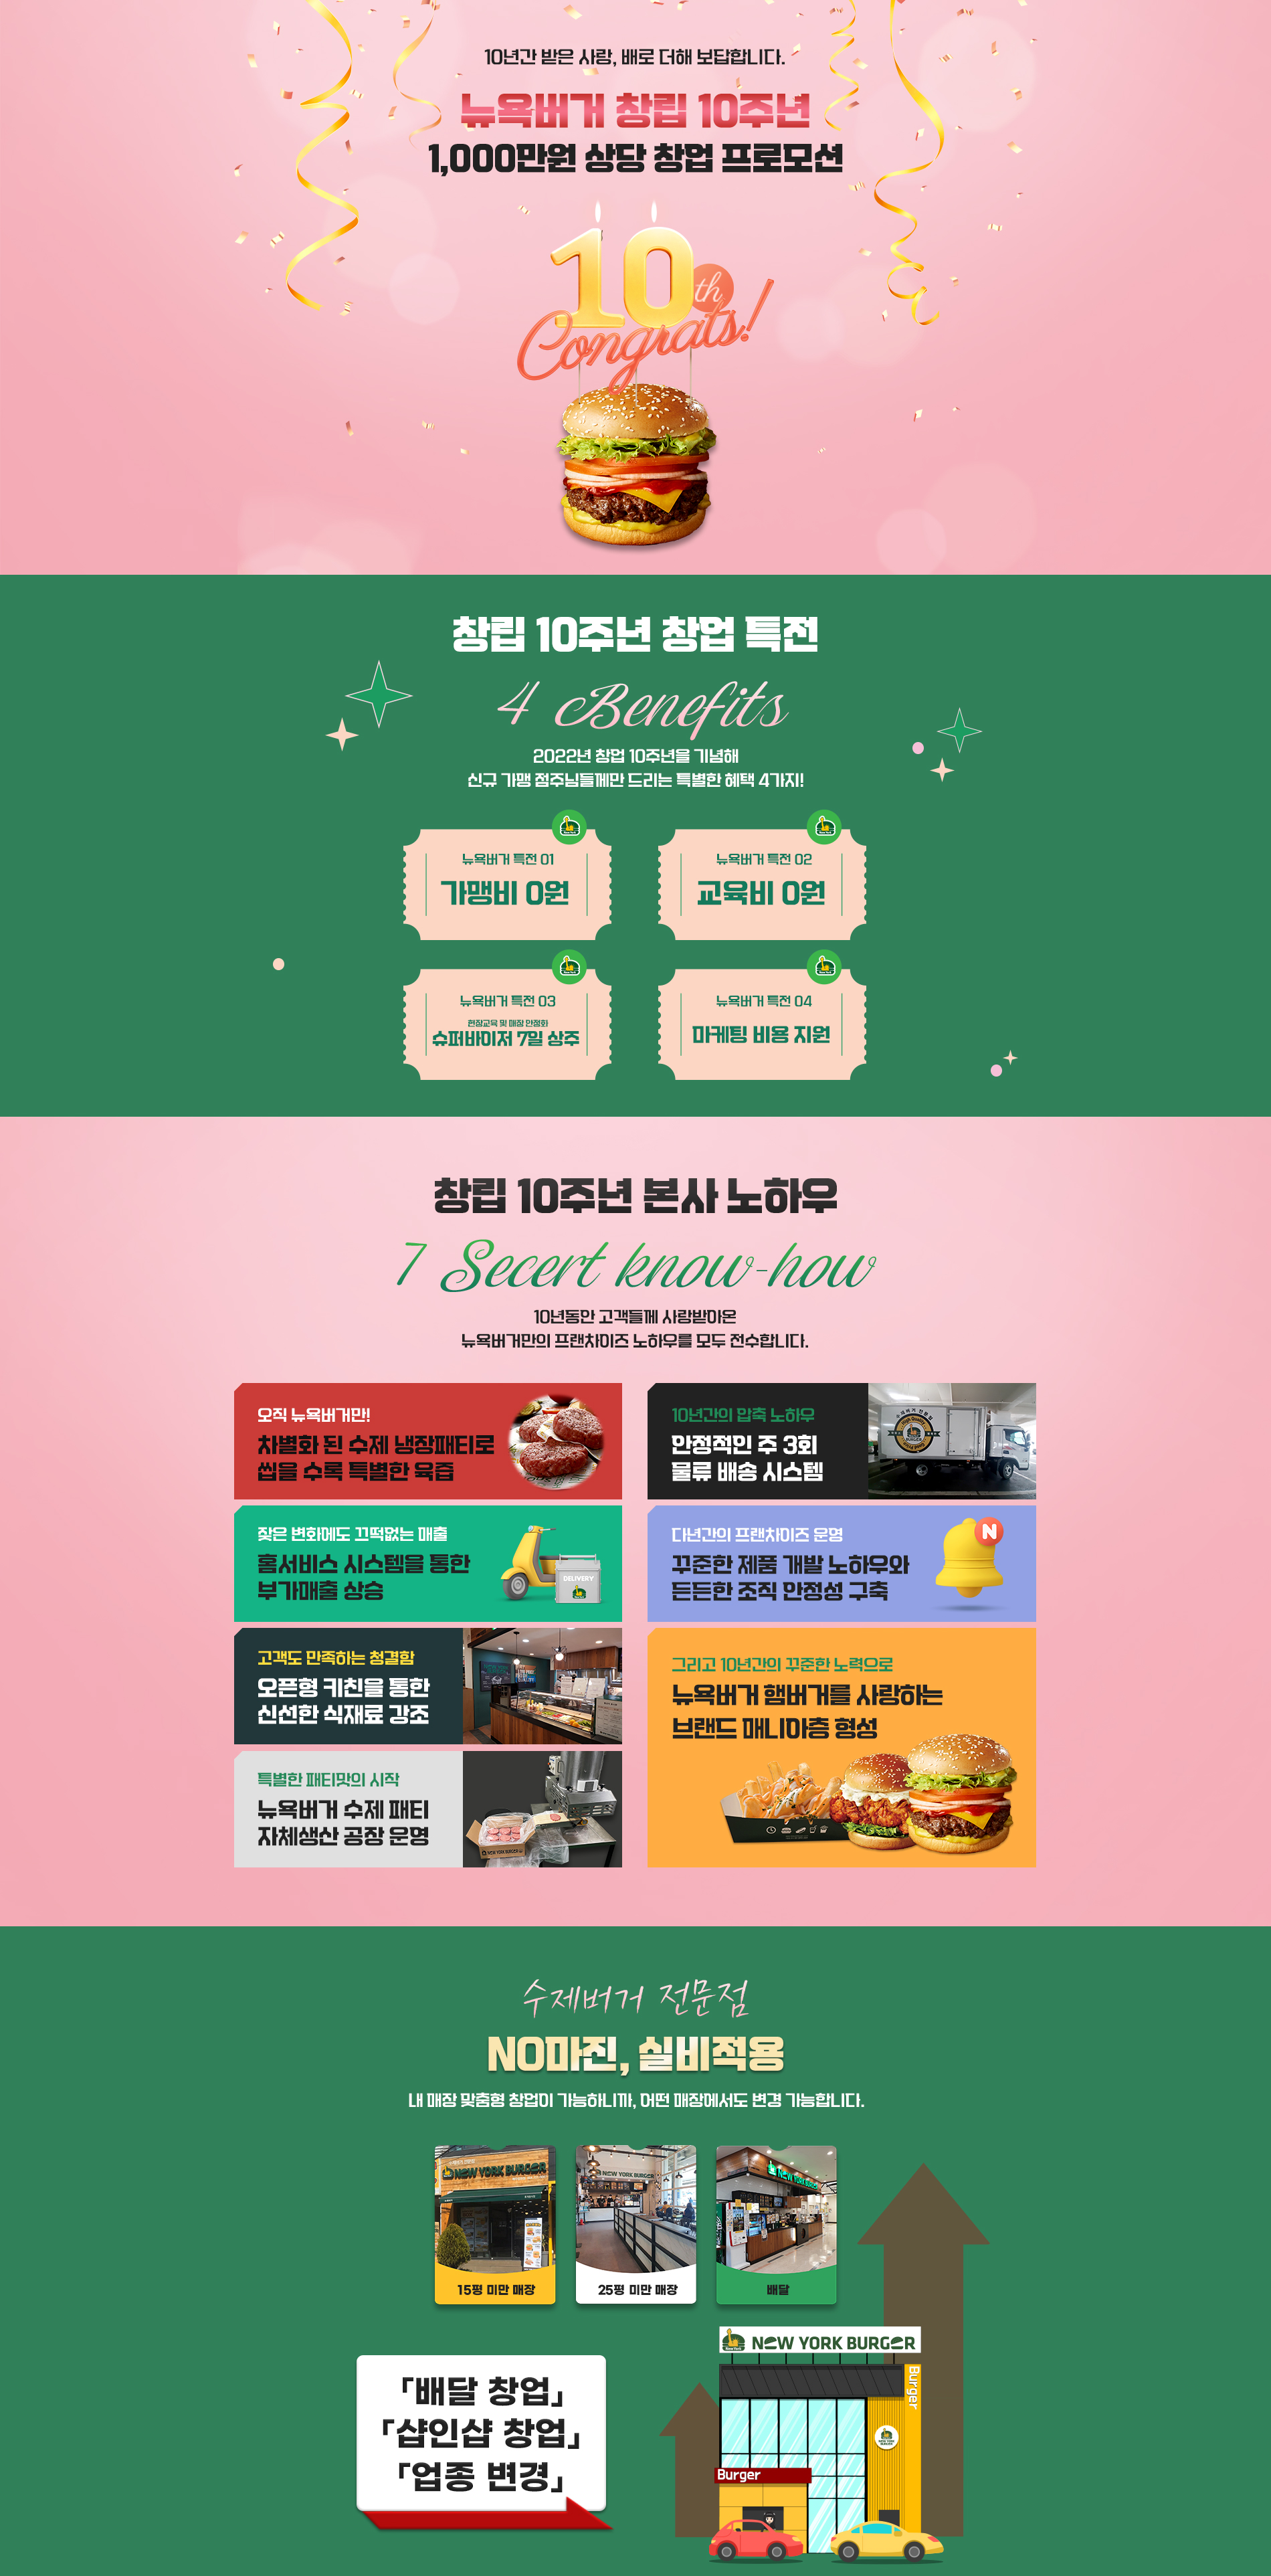 10년간 받은 사랑, 배로 더해 보답합니다.
뉴욕버거 창립 10주년
1,000만원 상당 창업 프로모션
10th
Congrats!
창립 10주년 창업 특전
4 Benefits
2022년 창업 10주년을 기념해
신규 가맹 점주님들께만 드리는 특별한 혜택 4가지!
뉴욕버거 특전 01
가맹비 0원
뉴욕버거 특전 02
교육비 0원
뉴욕버거 특전 03
현장교육 및 매장 안정화
슈퍼바이저 7일 상주
뉴욕버거 특전 04
마케팅 비용 지원
창립 10주년 본사 노하우
7 Secert know-how
10년동안 고객들께 사랑받아온
뉴욕버거만의 프랜차이즈 노하우를 모두 전수합니다.
오직 뉴욕버거만!
차별화 된 수제 냉장패티로
씹을 수록 특별한 육즙
10년간의 압축 노하우
안정적인 주 3회
물류 배송 시스템
수제버거 전문점
BURGER
잦은 변화에도 끄떡없는 매출
홈서비스 시스템을 통한
부가매출 상승
DELIVERY
다년간의 프랜차이즈 운영
꾸준한 제품 개발 노하우와
든든한 조직 안정성 구축
N
고객도 만족하는 청결함
오픈형 키친을 통한
신선한 식재료 강조
그리고 10년간의 꾸준한 노력으로
뉴욕버거 햄버거를 사랑하는
브랜드 매니아층 형성
특별한 패티맛의 시작
뉴욕버거 수제 패티
자체생산 공장 운영
NEW YORK BURGER
수제버거 전문점
NO마진, 실비적용
내 매장 맞춤형 창업이 가능하니까, 어떤 매장에서도 변경 가능합니다.
NEW YORK BURGER
NEW YORK BURGER
NEW YORK BURGER
15평 미만 매장
25평 미만 매장
배달
New York
NEW YORK BURGER
Burger
「배달 창업」
「샵인샵 창업」
「업종 변경」
Burger